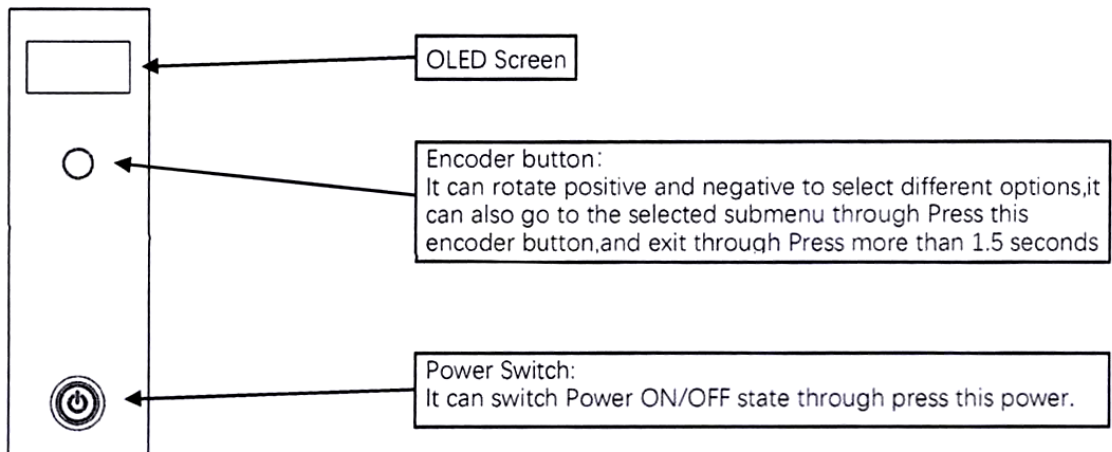 OLED Screen
Encoder button:
It can rotate positive and negative to select different options,it
can also go to the selected submenu through Press this
encoder button,and exit through Press more than 1.5 seconds
Power Switch:
It can switch Power ON/OFF state through press this power.